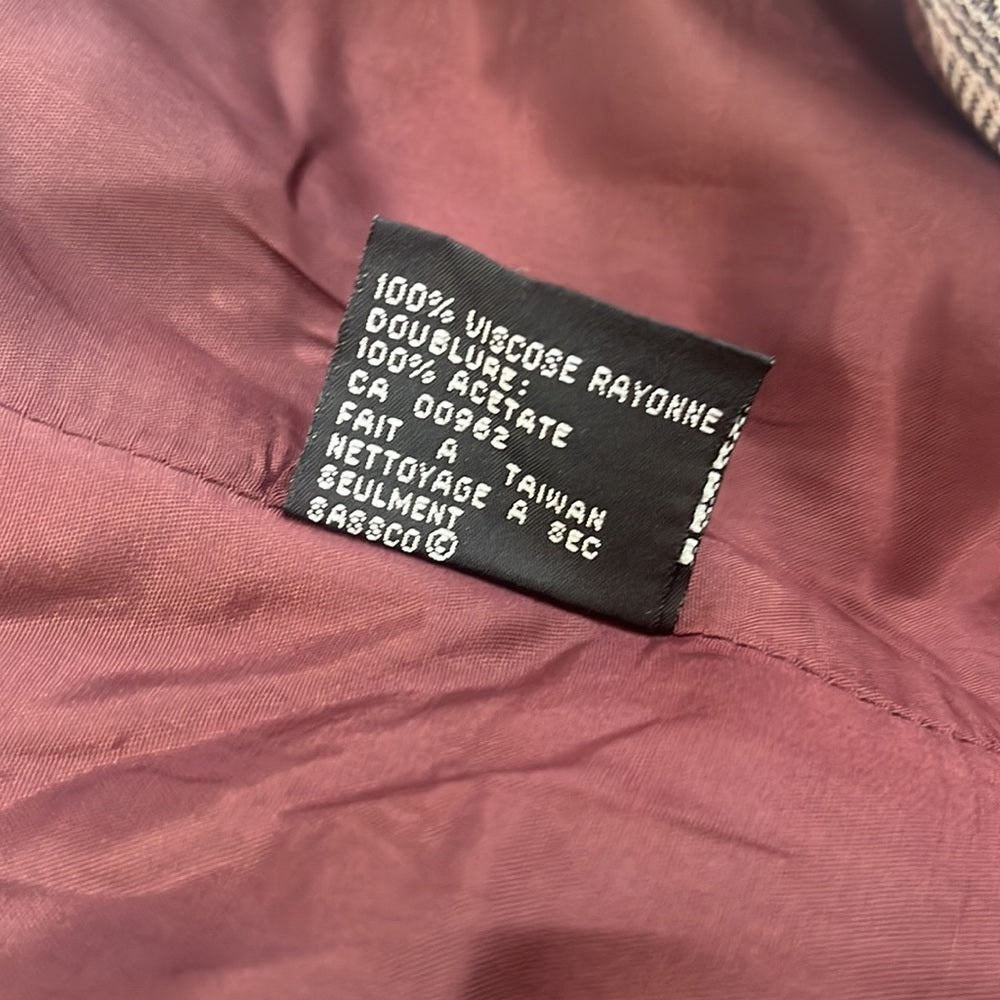 100% VISCOSE RAYONNE
DOUBLURE:
100% ACETATE
CA 00962
FAIT A TAIWAN
NETTOYAGE A SEC
SEULMENT
SASSCO©